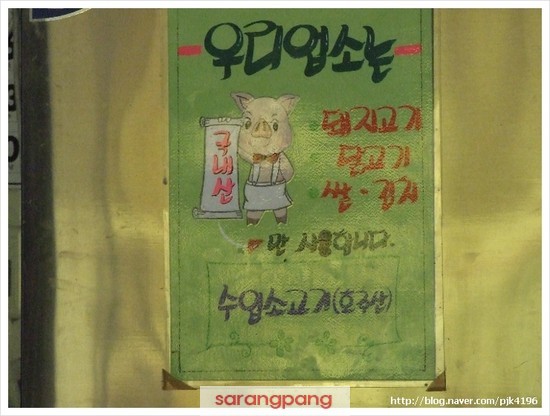 우리업소는
돼지고기
닭고기
쌀·김치
국내산
만 사용합니다.
수입소고기(호주산)
sarangpang
http://blog.naver.com/pjk4196